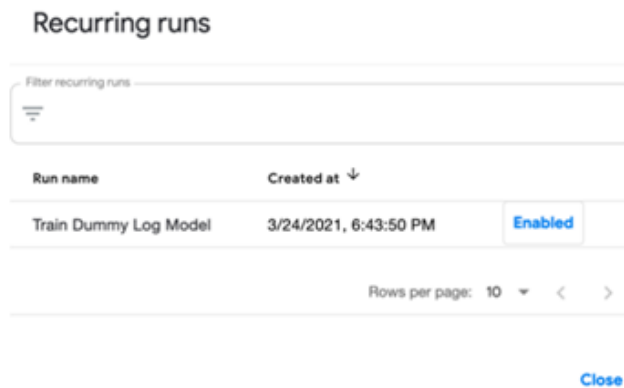 Recurring runs
Filter recurring runs
Run name Created at
Train Dummy Log Model 3/24/2021, 6:43:50 PM Enabled
Rows per page: 10
Close